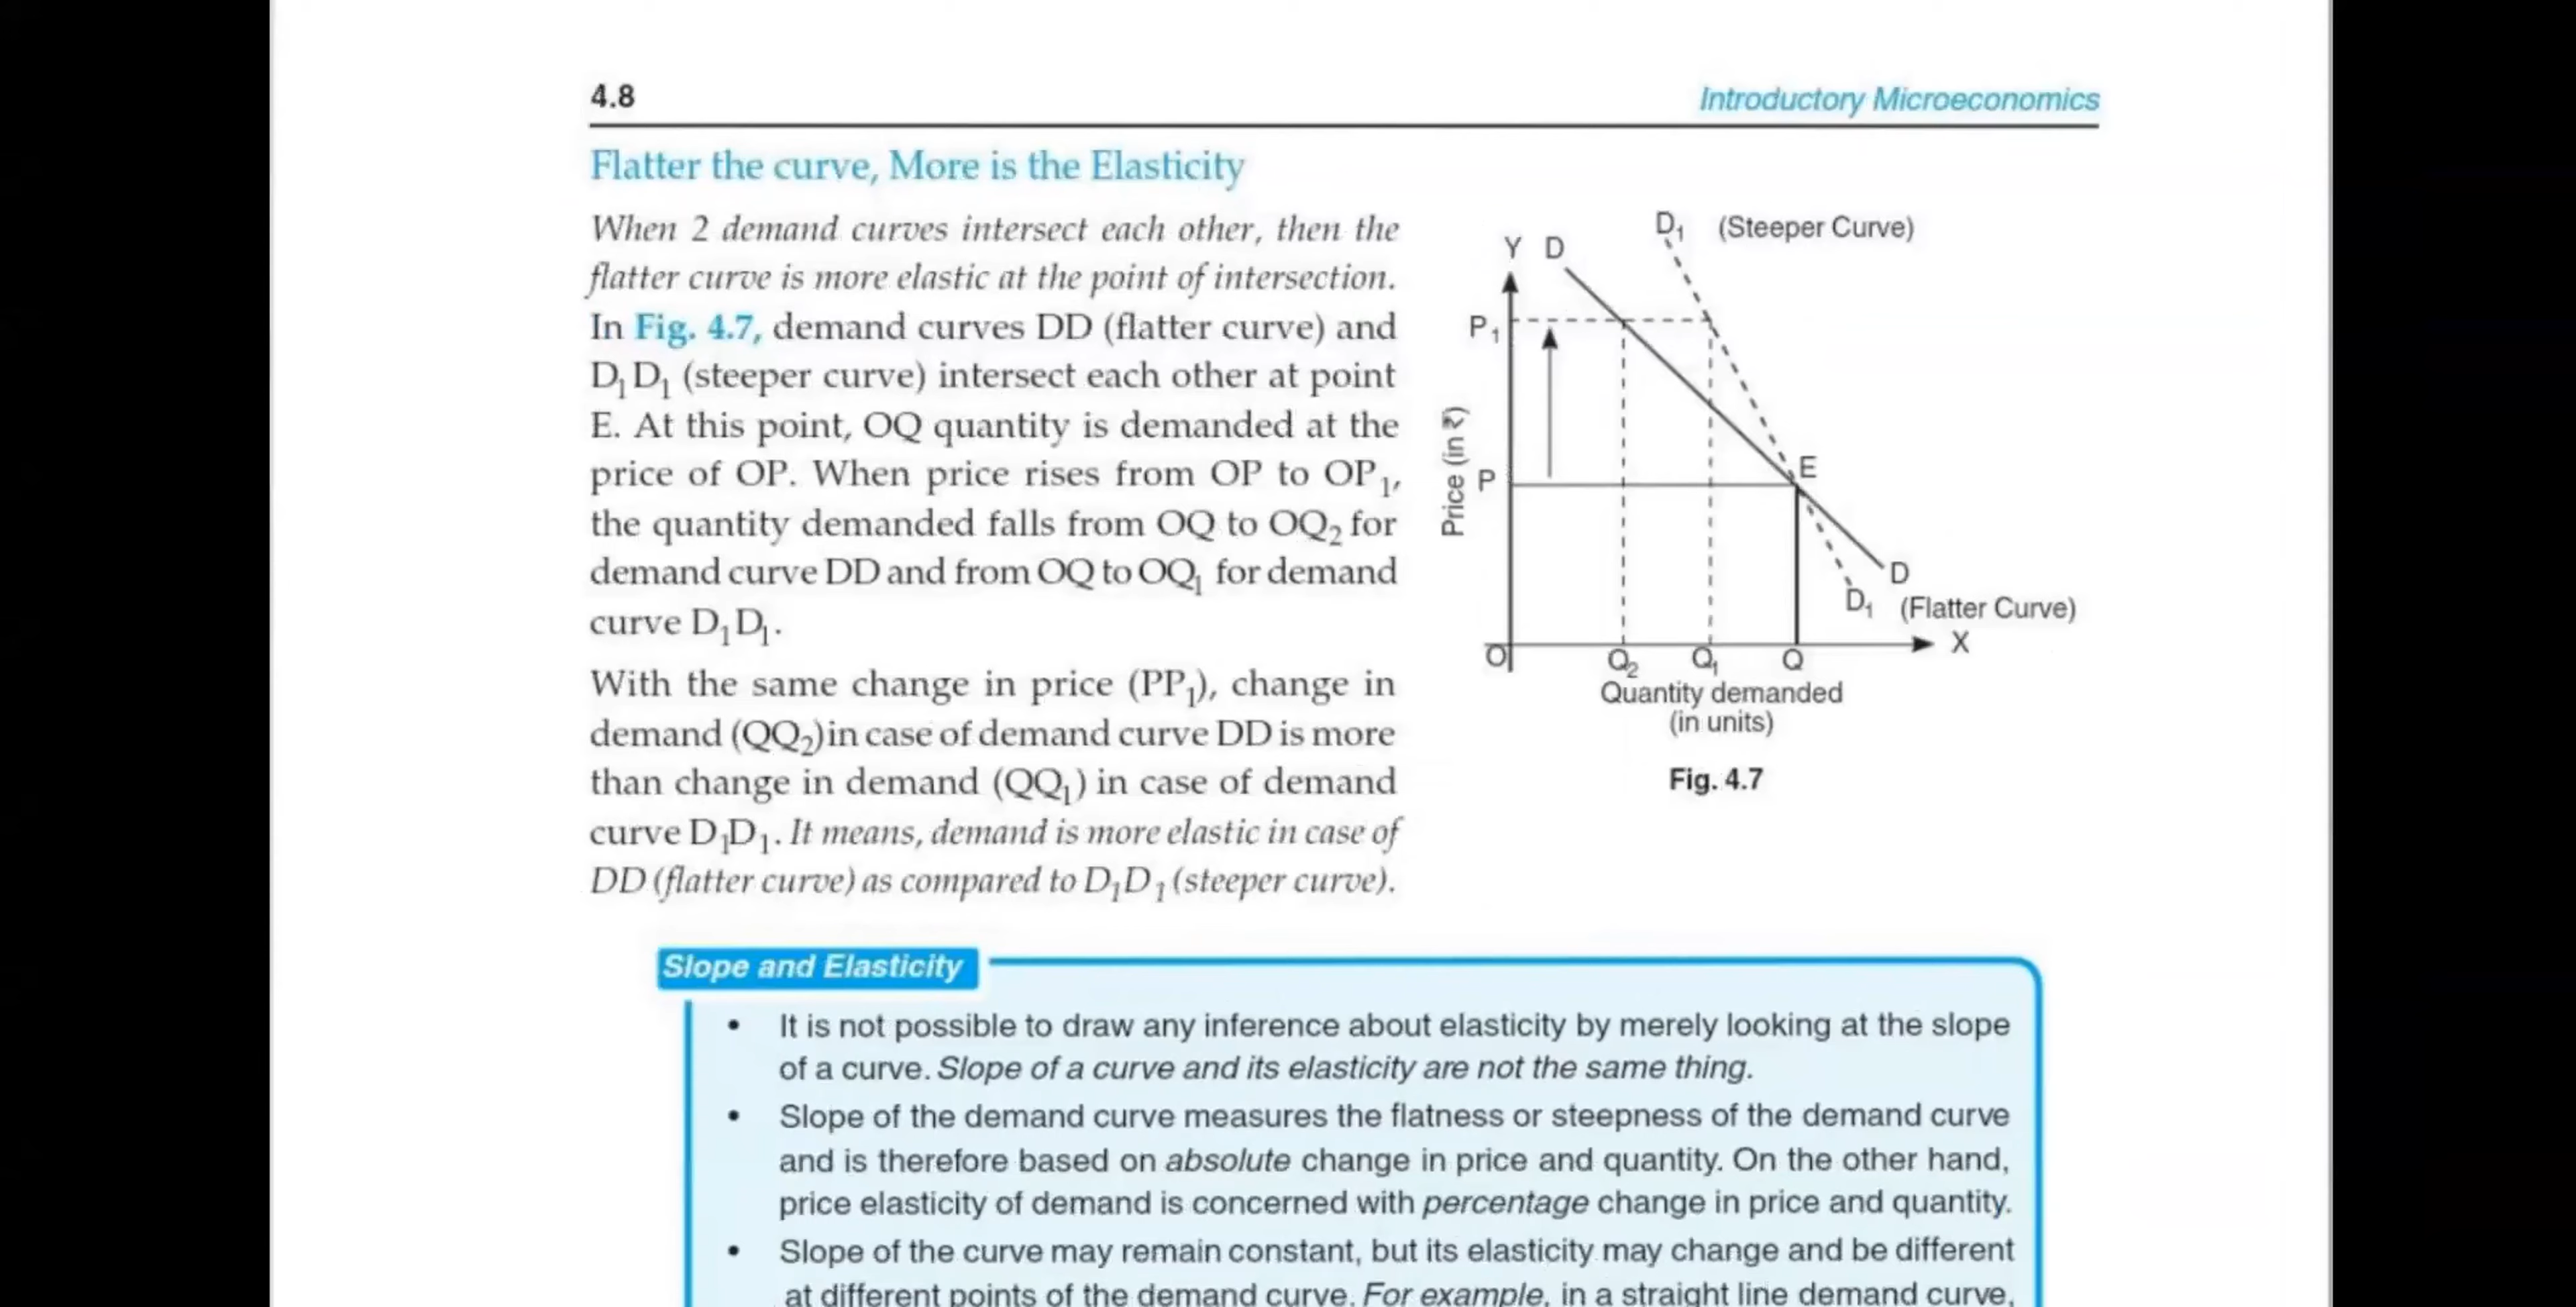 4.8
Introductory Microeconomics
Flatter the curve, More is the Elasticity
When 2 demand curves intersect each other, then the
flatter curve is more elastic at the point of intersection.
In Fig. 4.7, demand curves DD (flatter curve) and
D₁D₁ (steeper curve) intersect each other at point
E. At this point, OQ quantity is demanded at the
price of OP. When price rises from OP to OP₁,
the quantity demanded falls from OQ to OQ₂ for
demand curve DD and from OQ to OQ₁ for demand
curve D₁D₁.
With the same change in price (PP₁), change in
demand (QQ₂) in case of demand curve DD is more
than change in demand (QQ₁) in case of demand
curve D₁D₁. It means, demand is more elastic in case of
DD (flatter curve) as compared to D₁D₁ (steeper curve).
D₁ (Steeper Curve)
Y D
P₁
Price (in ₹)
E
P
D
D₁ (Flatter Curve)
X
O Q₂ Q₁ Q
Quantity demanded
(in units)
Fig. 4.7
Slope and Elasticity
• It is not possible to draw any inference about elasticity by merely looking at the slope
of a curve. Slope of a curve and its elasticity are not the same thing.
• Slope of the demand curve measures the flatness or steepness of the demand curve
and is therefore based on absolute change in price and quantity. On the other hand,
price elasticity of demand is concerned with percentage change in price and quantity.
• Slope of the curve may remain constant, but its elasticity may change and be different
at different points of the demand curve. For example, in a straight line demand curve,